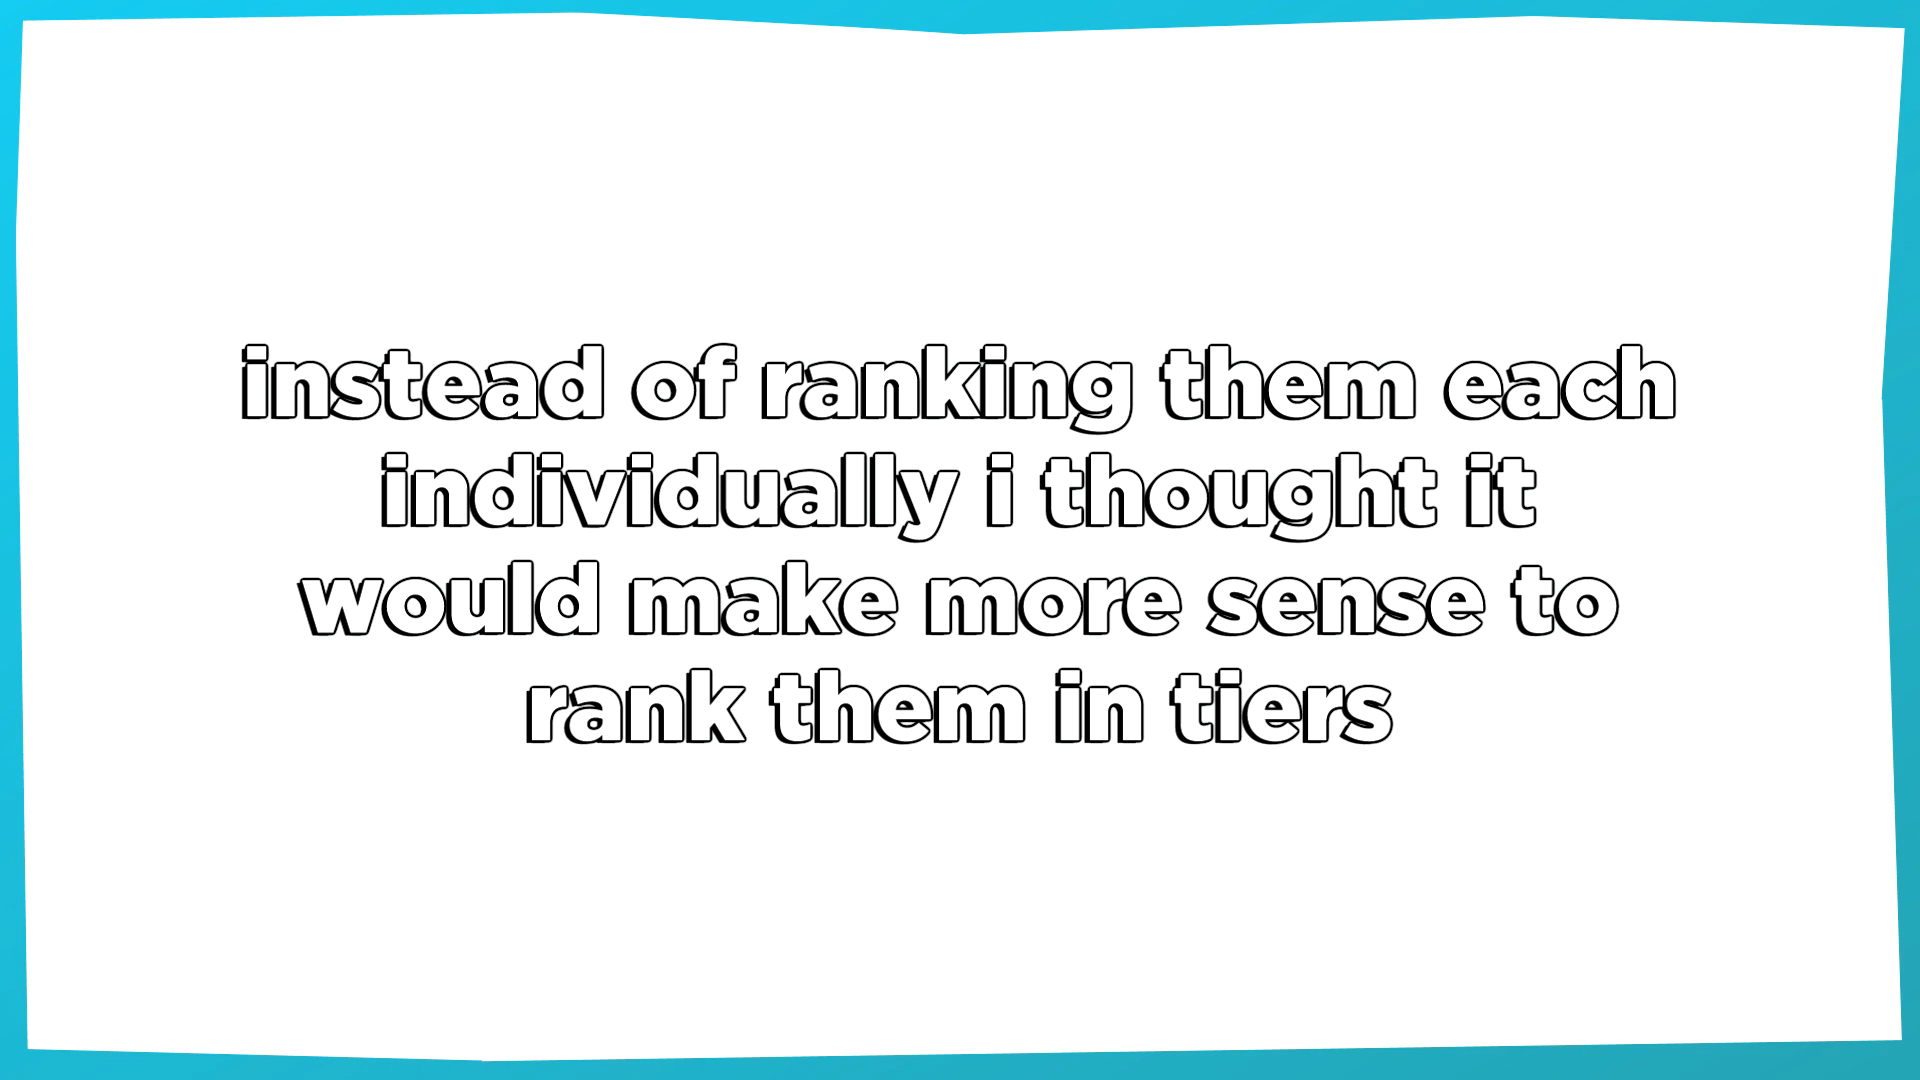 instead of ranking them each
individually i thought it
would make more sense to
rank them in tiers